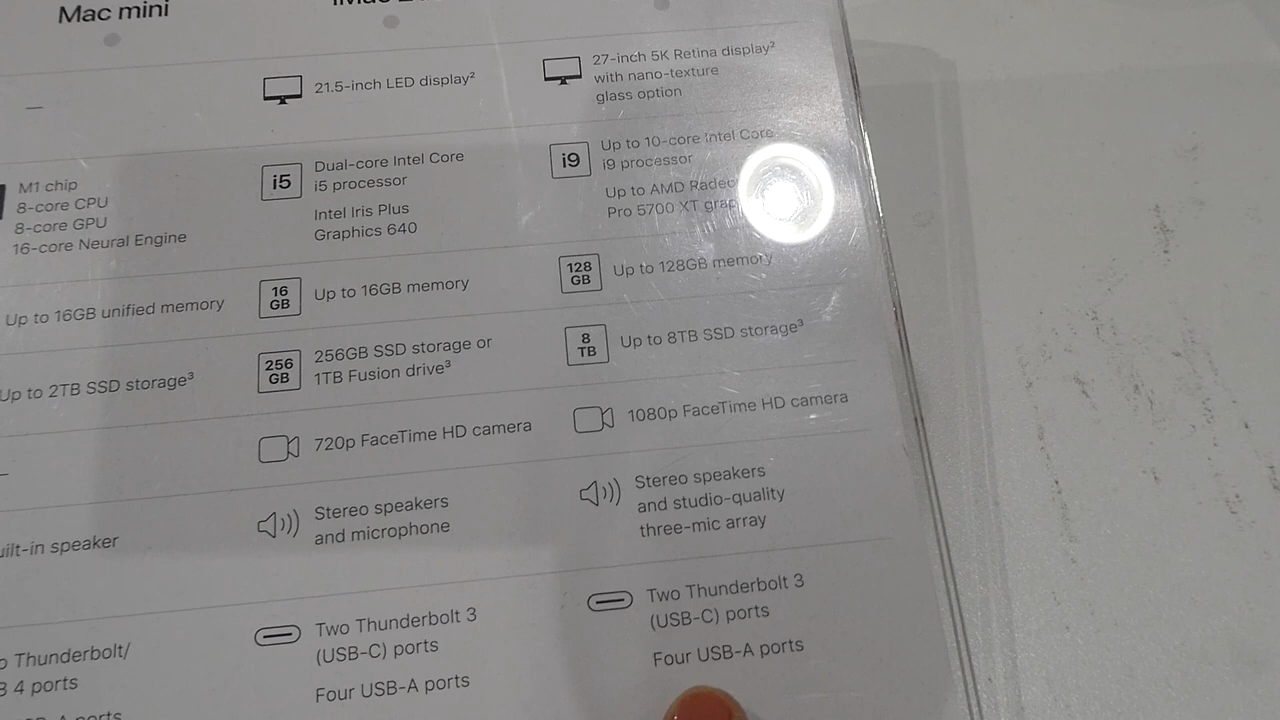 Mac mini
21.5-inch LED display²
27-inch 5K Retina display²
with nano-texture
glass option
M1 chip
8-core CPU
8-core GPU
16-core Neural Engine
i5
Dual-core Intel Core
i5 processor
Intel Iris Plus
Graphics 640
i9
Up to 10-core Intel Core
i9 processor
Up to AMD
Pro 5700 XT
Up to 16GB unified memory
16
GB
Up to 16GB memory
128
GB
Up to 128GB memory
Up to 2TB SSD storage³
256
GB
256GB SSD storage or
1TB Fusion drive³
8
TB
Up to 8TB SSD storage³
720p FaceTime HD camera
1080p FaceTime HD camera
speaker
Stereo speakers
and microphone
Stereo speakers
and studio-quality
three-mic array
Thunderbolt/
4 ports
ports
Two Thunderbolt 3
(USB-C) ports
Four USB-A ports
Two Thunderbolt 3
(USB-C) ports
Four USB-A ports